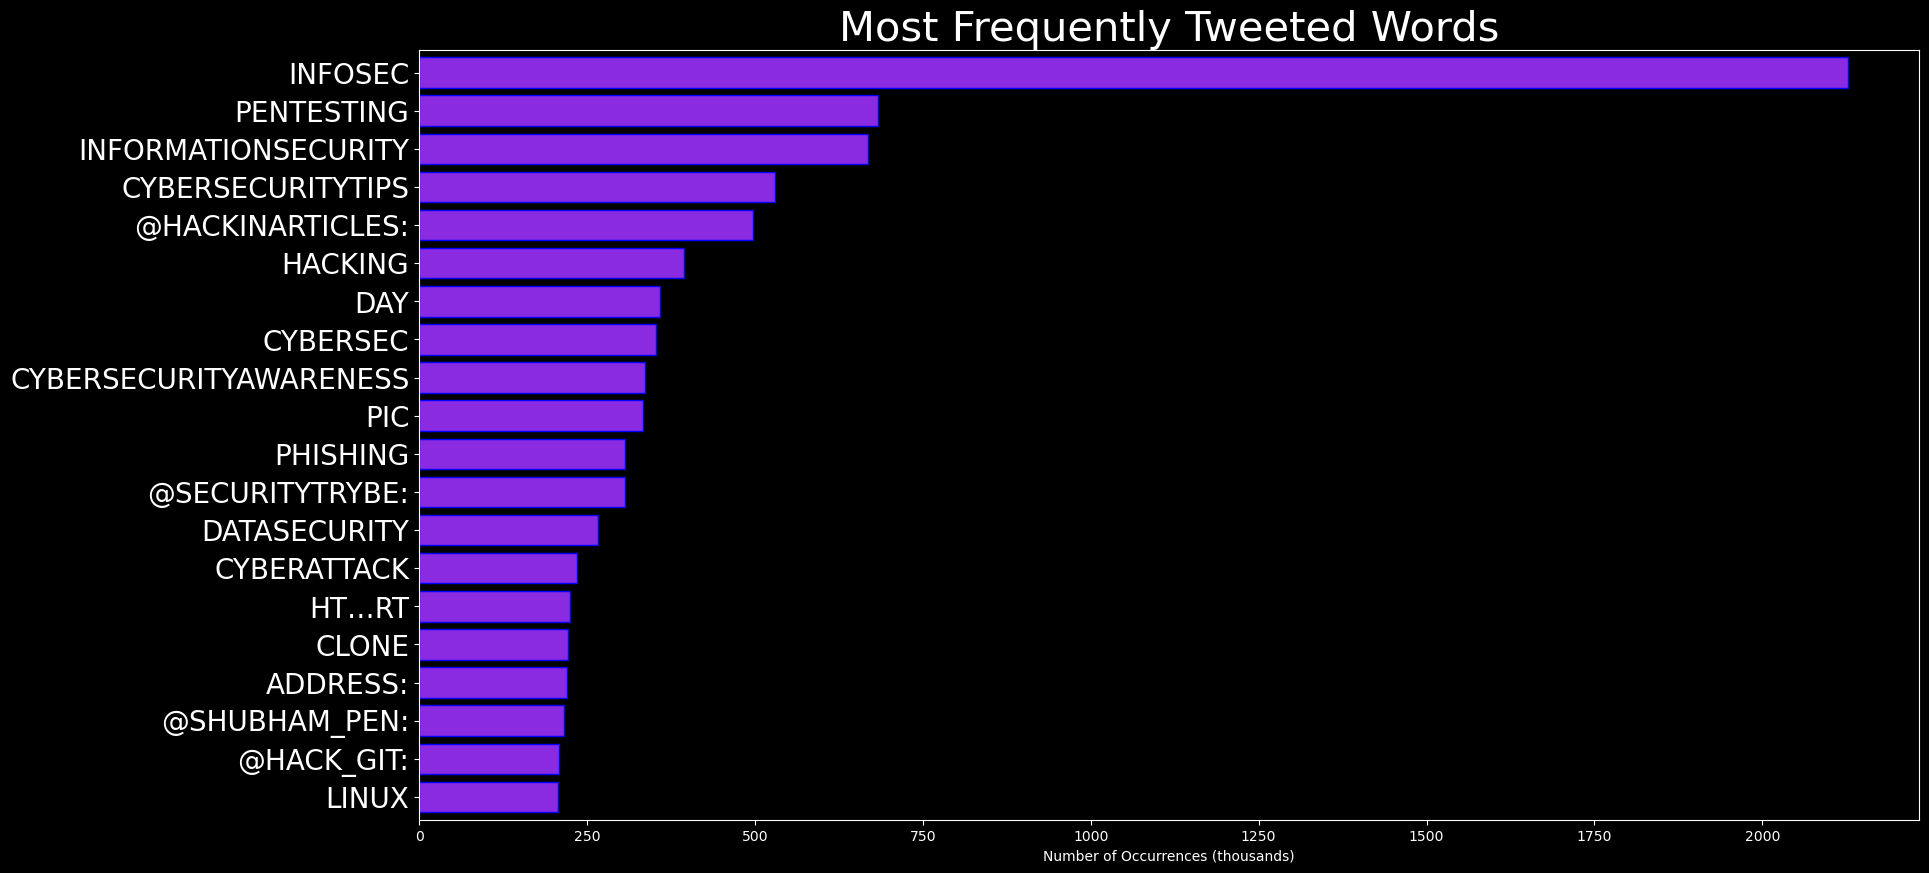 Most Frequently Tweeted Words
INFOSEC
PENTESTING
INFORMATIONSECURITY
CYBERSECURITYTIPS
@HACKINARTICLES:
HACKING
DAY
CYBERSEC
CYBERSECURITYAWARENESS
PIC
PHISHING
@SECURITYTRYBE:
DATASECURITY
CYBERATTACK
HT…RT
CLONE
ADDRESS:
@SHUBHAM_PEN:
@HACK_GIT:
LINUX
0 250 500 750 1000 1250 1500 1750 2000
Number of Occurrences (thousands)